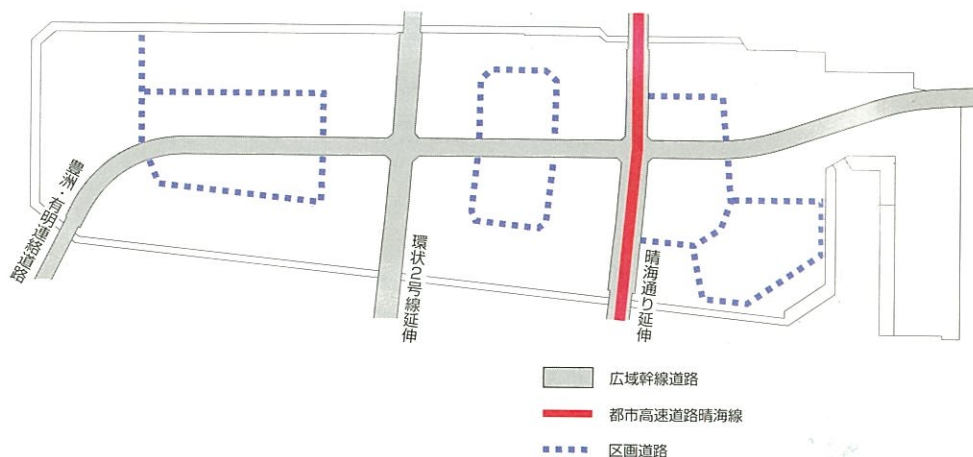 豊洲・有明連絡道路
環状2号線延伸
晴海通り延伸
広域幹線道路
都市高速道路晴海線
区画道路